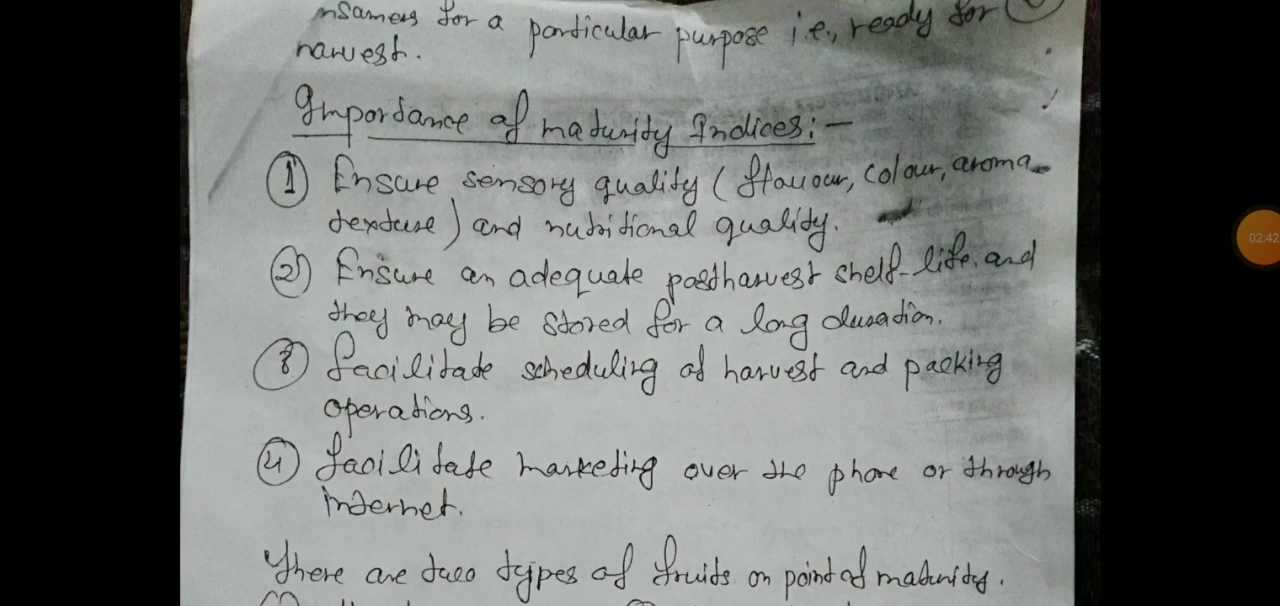 for a particular purpose i.e., ready for
harvest.
Importance of maturity Indices:-
① Ensure sensory quality (flavour, colour, aroma
texture) and nutritional quality.
② Ensure an adequate postharvest shelf-life and
they may be stored for a long duration.
③ facilitate scheduling of harvest and packing
operations.
④ facilitate marketing over the phone or through
internet.
There are two types of fruits on point of maturity.
02:42